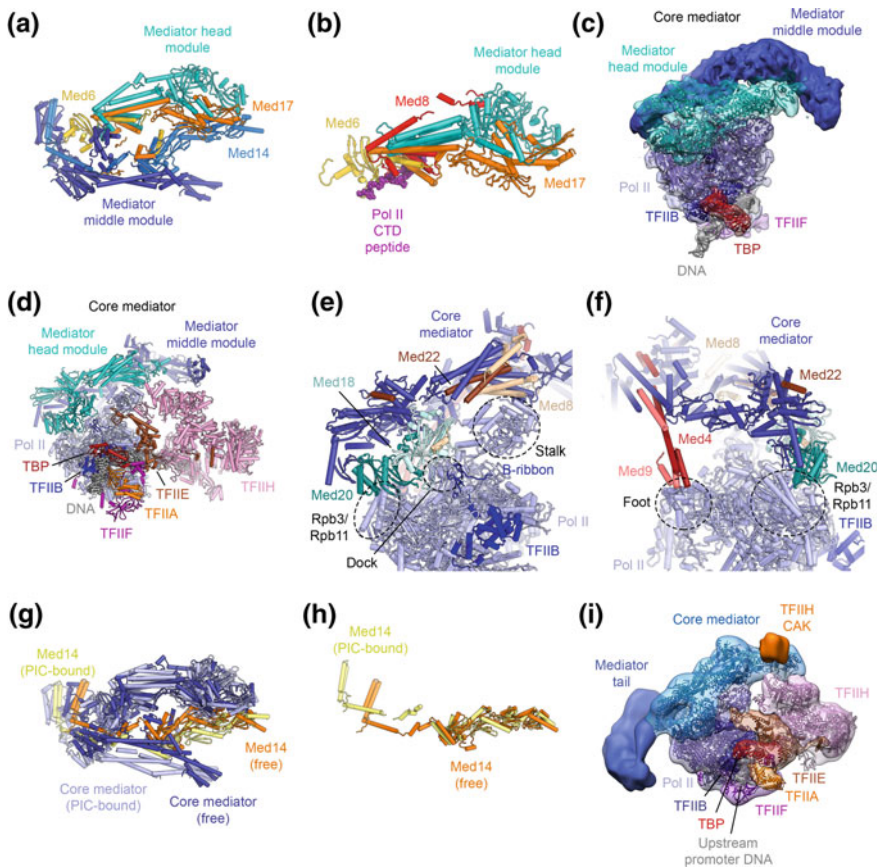 (a)
Mediator head
module
Med6
Med17
Med14
Mediator
middle module
(b)
Mediator head
module
Med8
Med6
Med17
Pol II
CTD
peptide
(c)
Core mediator
Mediator
middle module
Mediator
head module
Pol II
TFIIB
TFIIF
TBP
DNA
(d)
Core mediator
Mediator
head module
Mediator
middle module
Pol II
TBP
TFIIB
TFIIE
TFIIH
DNA
TFIIA
TFIIF
(e)
Core
mediator
Med22
Med18
Med8
Stalk
B-ribbon
Med20
Rpb3/
Rpb11
Pol II
TFIIB
Dock
(f)
Core
mediator
Med8
Med22
Med4
Med9
Med20
Rpb3/
Rpb11
Foot
TFIIB
Pol II
(g)
Med14
(PIC-bound)
Med14
(free)
Core mediator
(PIC-bound)
Core mediator
(free)
(h)
Med14
(PIC-bound)
Med14
(free)
(i)
TFIIH
CAK
Core mediator
Mediator
tail
TFIIH
Pol II
TFIIE
TFIIB
TFIIA
TBP
TFIIF
Upstream
promoter DNA